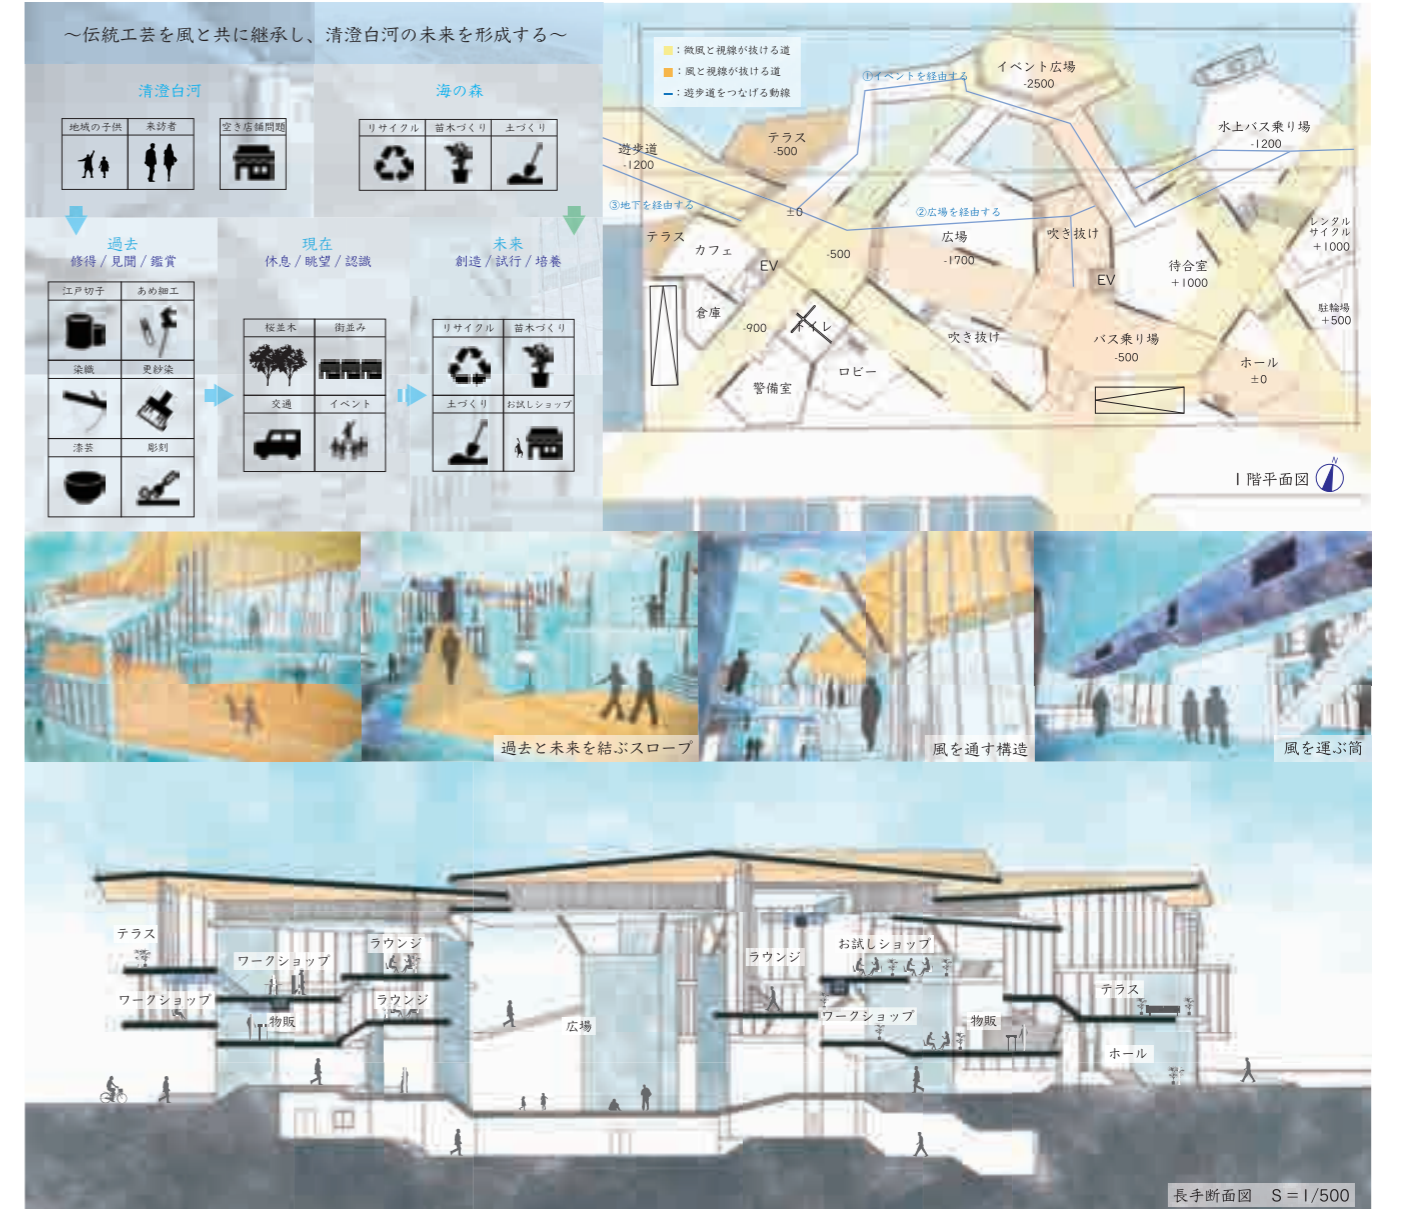 ～伝統工芸を風と共に継承し、清澄白河の未来を形成する～
清澄白河
海の森
地域の子供
来訪者
空き店舗問題
リサイクル
苗木づくり
土づくり
過去
修得/見聞/鑑賞
現在
休息/眺望/認識
未来
創造/試行/培養
江戸切子
あめ細工
染織
更紗染
漆芸
彫刻
桜並木
街並み
交通
イベント
リサイクル
苗木づくり
土づくり
お試しショップ
：微風と視線が抜ける道
：風と視線が抜ける道
：遊歩道をつなげる動線
①イベントを経由する
イベント広場
-2500
テラス
-500
遊歩道
-1200
水上バス乗り場
-1200
③地下を経由する
±0
②広場を経由する
テラス
カフェ
EV
-500
広場
-1700
吹き抜け
EV
待合室
+1000
レンタル
サイクル
+1000
倉庫
-900
トイレ
吹き抜け
バス乗り場
-500
駐輪場
+500
ホール
±0
警備室
ロビー
1階平面図
N
過去と未来を結ぶスロープ
風を通す構造
風を運ぶ筒
テラス
ワークショップ
ラウンジ
ワークショップ
物販
ラウンジ
広場
ラウンジ
お試しショップ
ワークショップ
物販
テラス
ホール
長手断面図　S=1/500